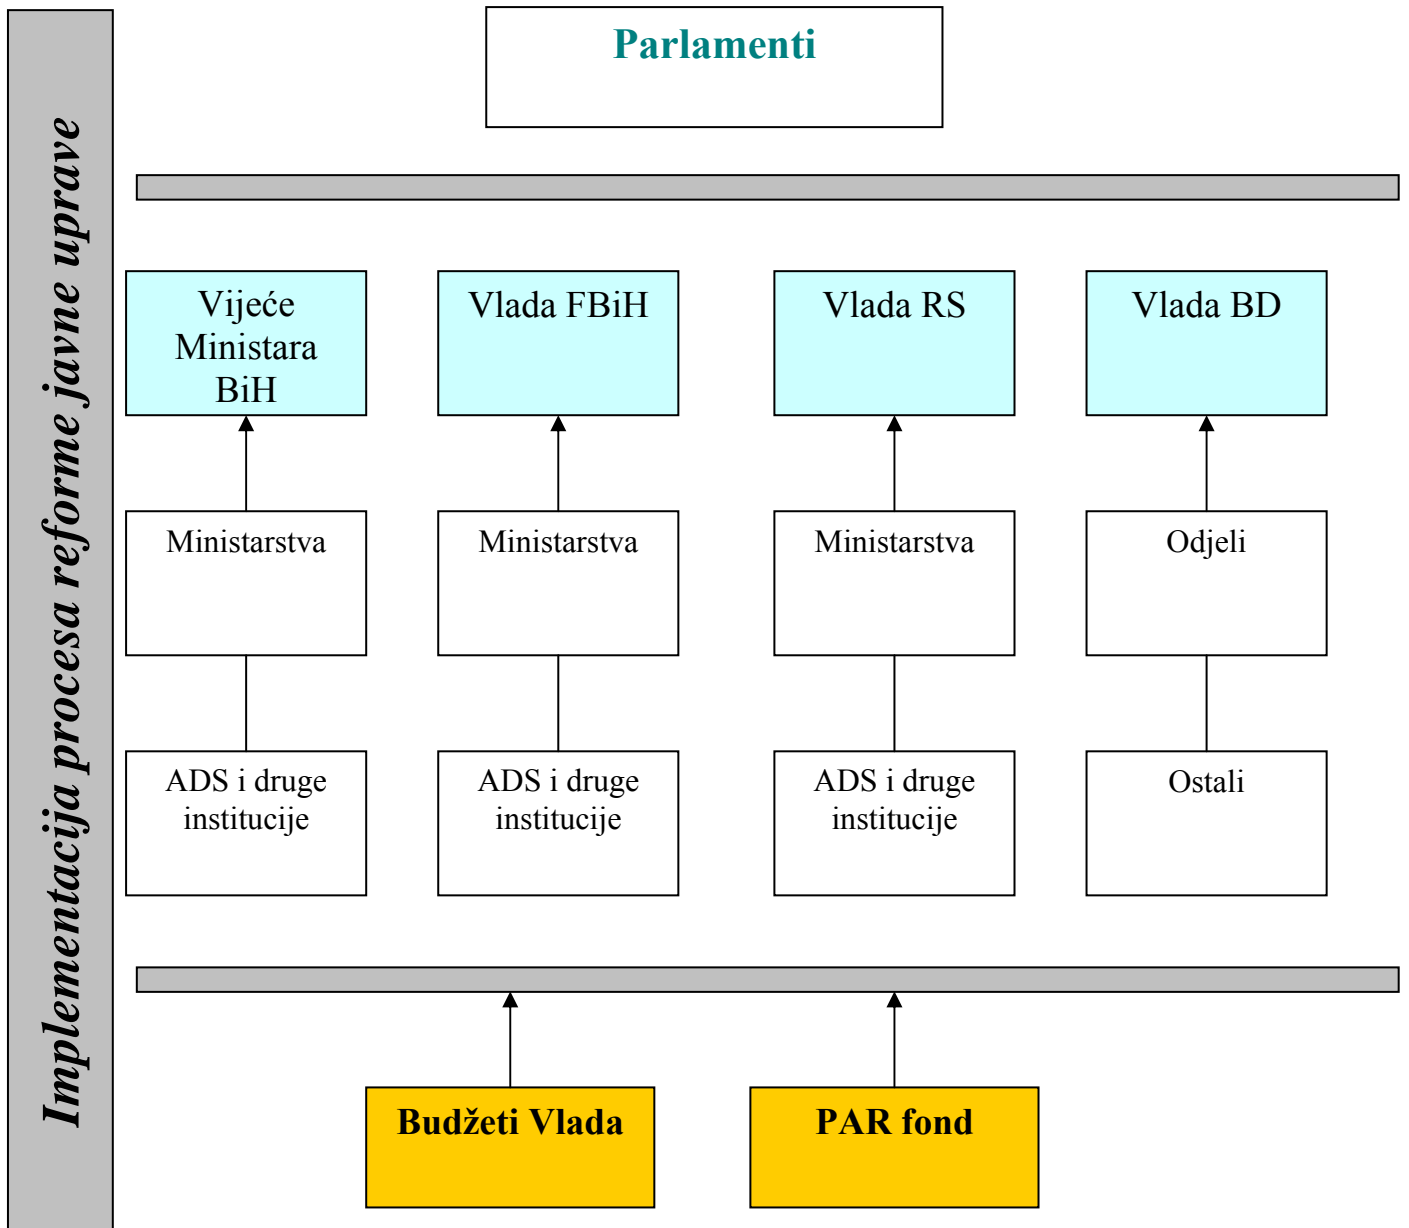 Parlamenti
Implementacija procesa reforme javne uprave
Vijeće
Ministara
BiH
Vlada FBiH
Vlada RS
Vlada BD
Ministarstva
Ministarstva
Ministarstva
Odjeli
ADS i druge
institucije
ADS i druge
institucije
ADS i druge
institucije
Ostali
Budžeti Vlada
PAR fond